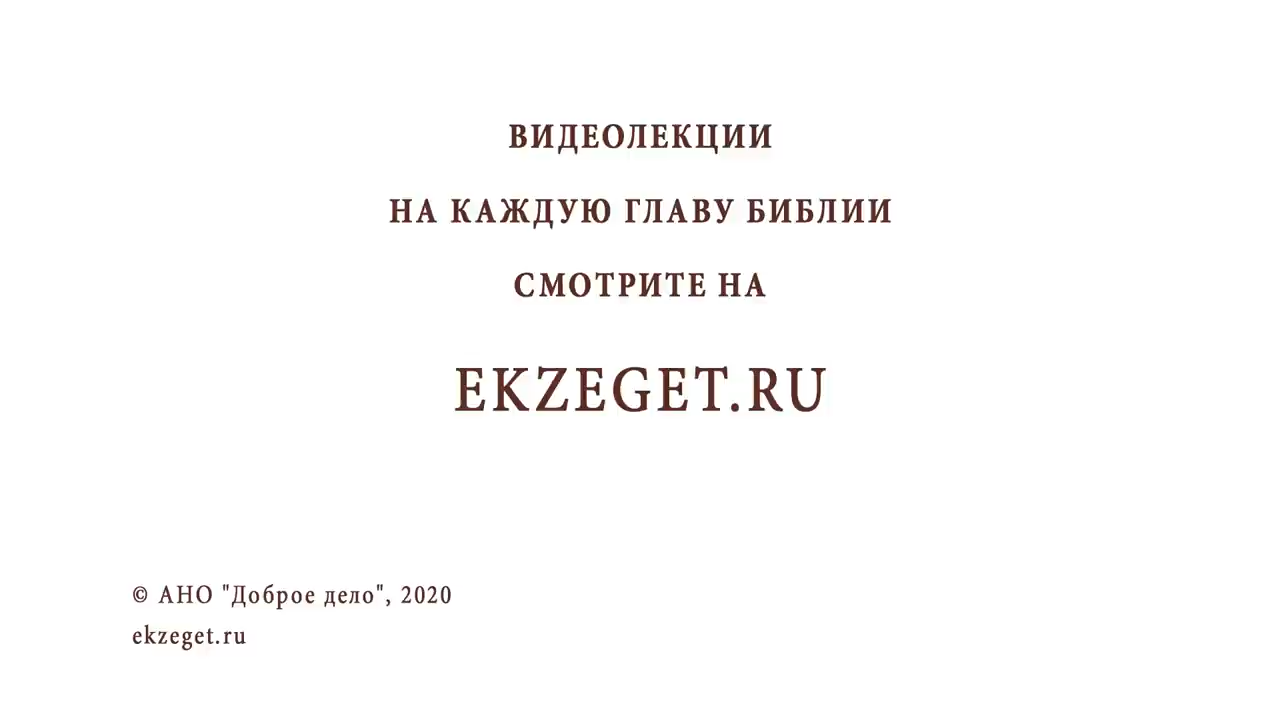 ВИДЕОЛЕКЦИИ
НА КАЖДУЮ ГЛАВУ БИБЛИИ
СМОТРИТЕ НА
EKZEGET.RU
© АНО "Доброе дело", 2020
ekzeget.ru